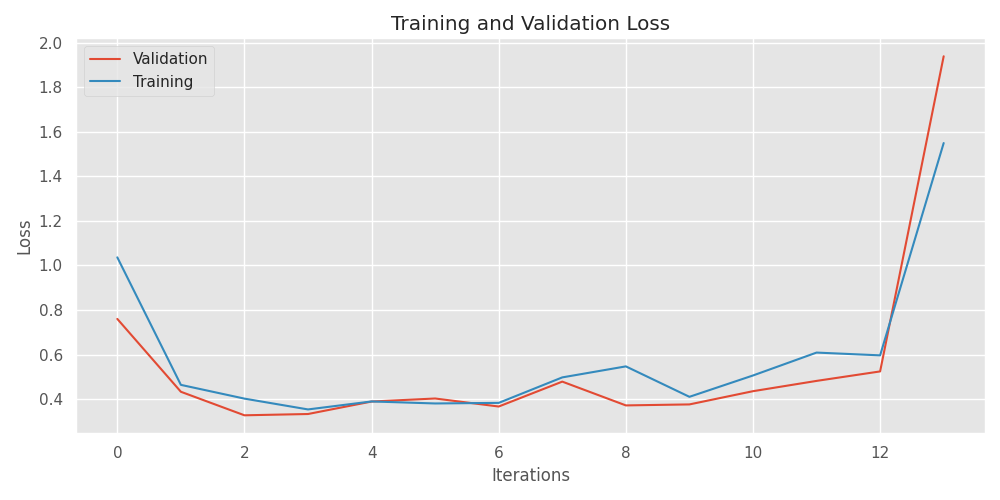 Training and Validation Loss
Validation
Training
2.0
1.8
1.6
1.4
1.2
1.0
0.8
0.6
0.4
Loss
0 2 4 6 8 10 12
Iterations